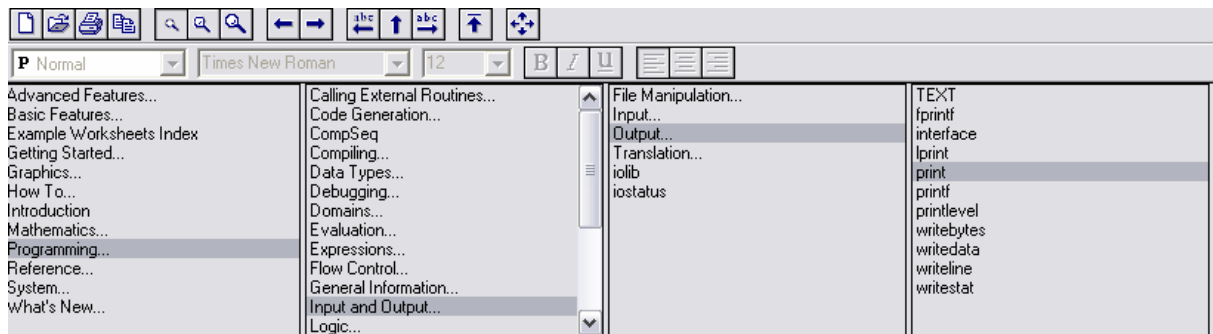 abc abc
P Normal Times New Roman 12 B I u
Advanced Features...
Basic Features...
Example Worksheets Index
Getting Started...
Graphics...
How To...
Introduction
Mathematics...
Programming...
Reference...
System...
What's New...
Calling External Routines...
Code Generation...
CompSeq
Compiling...
Data Types...
Debugging...
Domains...
Evaluation...
Expressions...
Flow Control...
General Information...
Input and Output...
Logic...
File Manipulation...
Input...
Output...
Translation...
iolib
iostatus
TEXT
fprintf
interface
lprint
print
printf
printlevel
writebytes
writedata
writeline
writestat